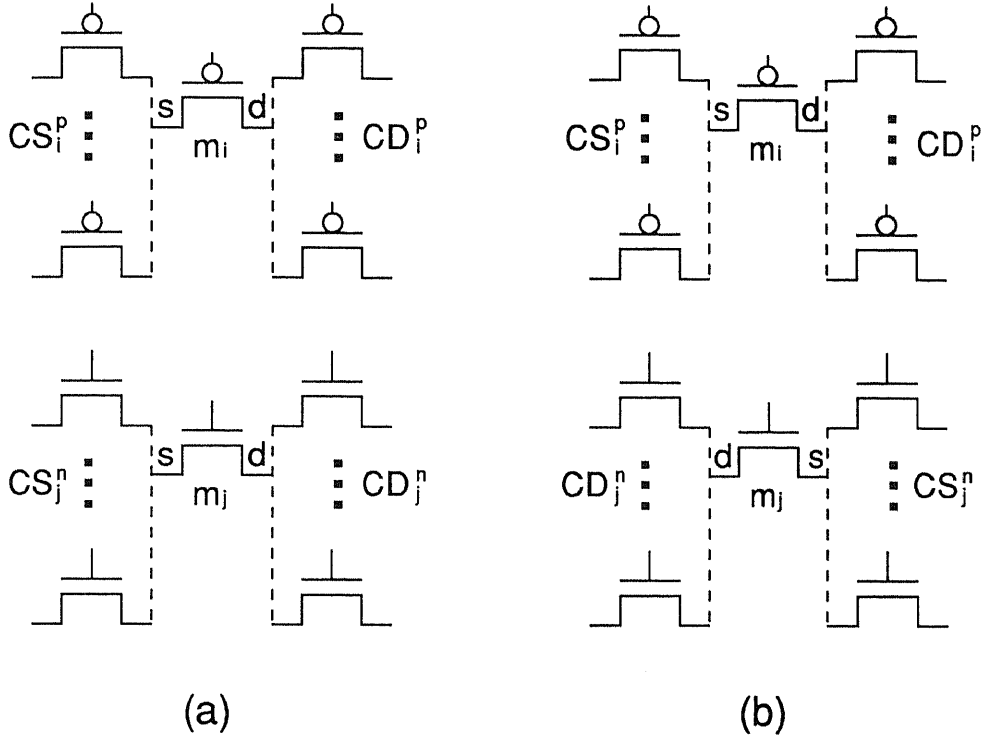 s d
CS_i^p m_i CD_i^p
s d
CS_j^n m_j CD_j^n
(a)
s d
CS_i^p m_i CD_i^p
d s
CD_j^n m_j CS_j^n
(b)